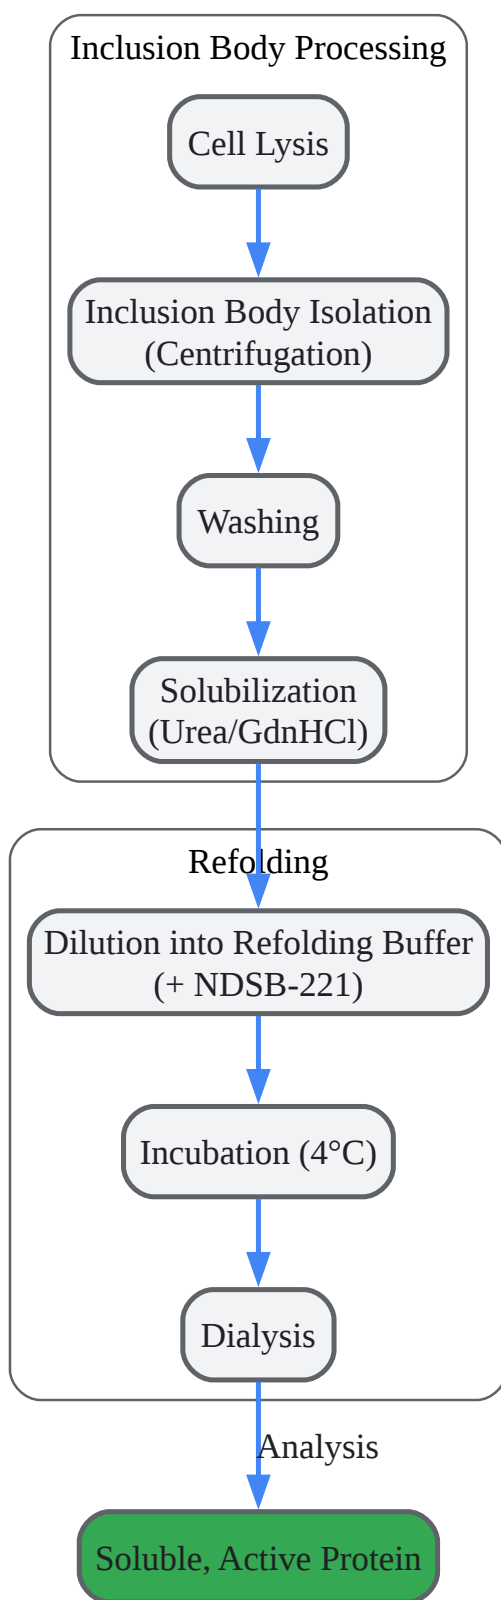 Inclusion Body Processing
Cell Lysis
Inclusion Body Isolation
(Centrifugation)
Washing
Solubilization
(Urea/GdnHCl)
Refolding
Dilution into Refolding Buffer
(+ NDSB-221)
Incubation (4°C)
Dialysis
Analysis
Soluble, Active Protein